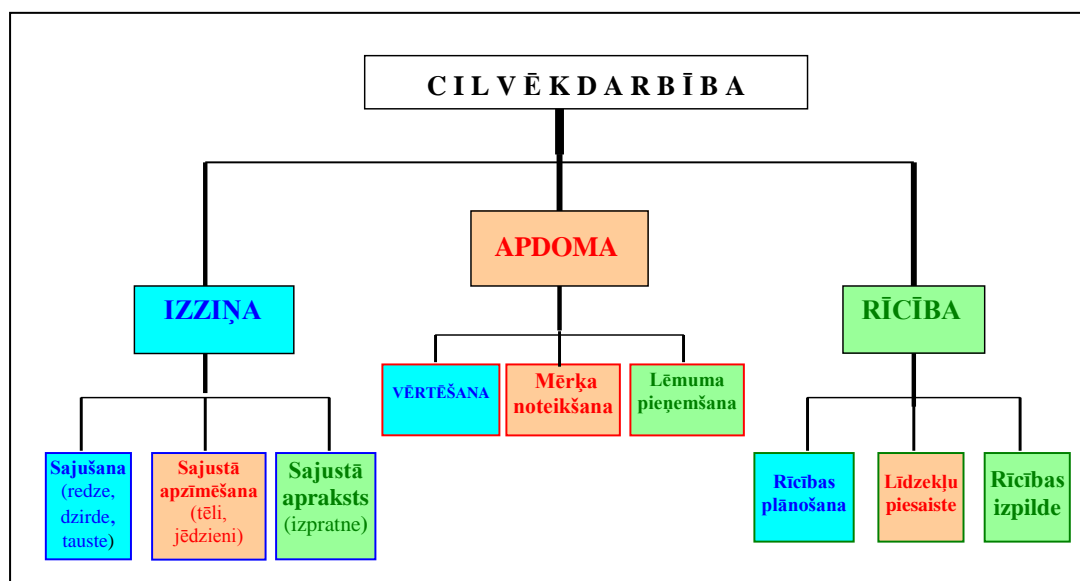 CILVĒKDARBĪBA
APDOMA
IZZIŅA
RĪCĪBA
VĒRTĒŠANA
Mērķa
noteikšana
Lēmuma
pieņemšana
Sajušana
(redze,
dzirde,
tauste)
Sajustā
apzīmēšana
(tēli,
jēdzieni)
Sajustā
apraksts
(izpratne)
Rīcības
plānošana
Līdzekļu
piesaiste
Rīcības
izpilde